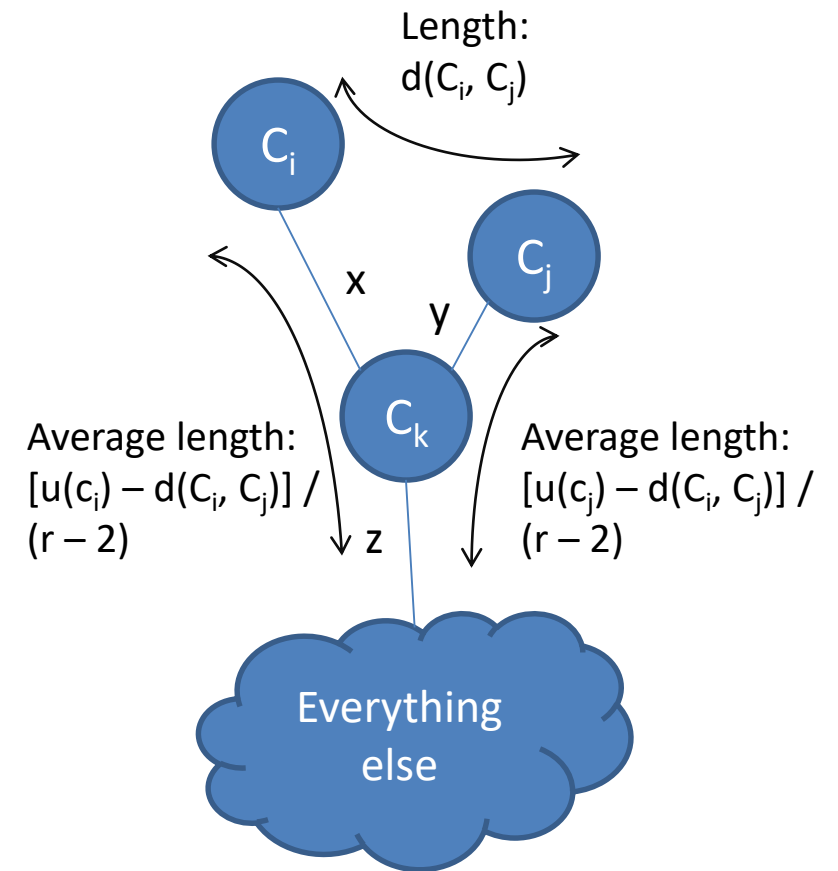 Length:
d(Cᵢ, Cⱼ)
Cᵢ
Cⱼ
x
y
Cₖ
Average length:
[u(cᵢ) – d(Cᵢ, Cⱼ)] /
(r – 2)
Average length:
[u(cⱼ) – d(Cᵢ, Cⱼ)] /
(r – 2)
z
Everything
else